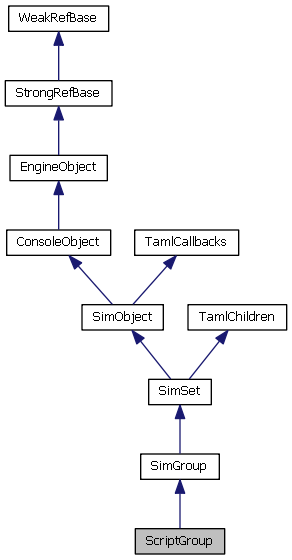 WeakRefBase
StrongRefBase
EngineObject
ConsoleObject
TamlCallbacks
SimObject
TamlChildren
SimSet
SimGroup
ScriptGroup